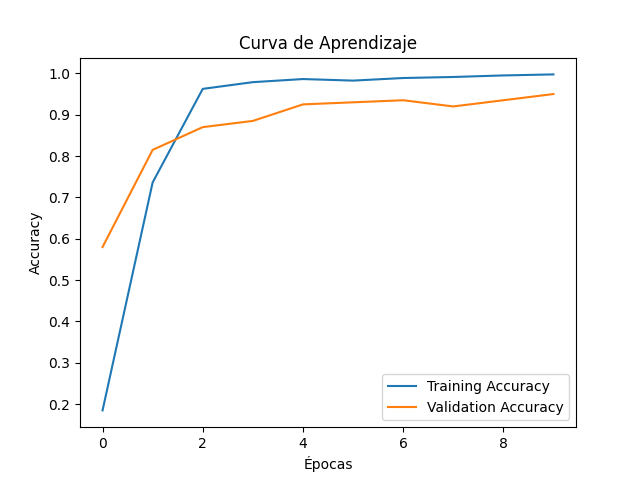 Curva de Aprendizaje
1.0
0.9
0.8
0.7
0.6
0.5
0.4
0.3
0.2
Accuracy
0 2 4 6 8
Épocas
Training Accuracy
Validation Accuracy